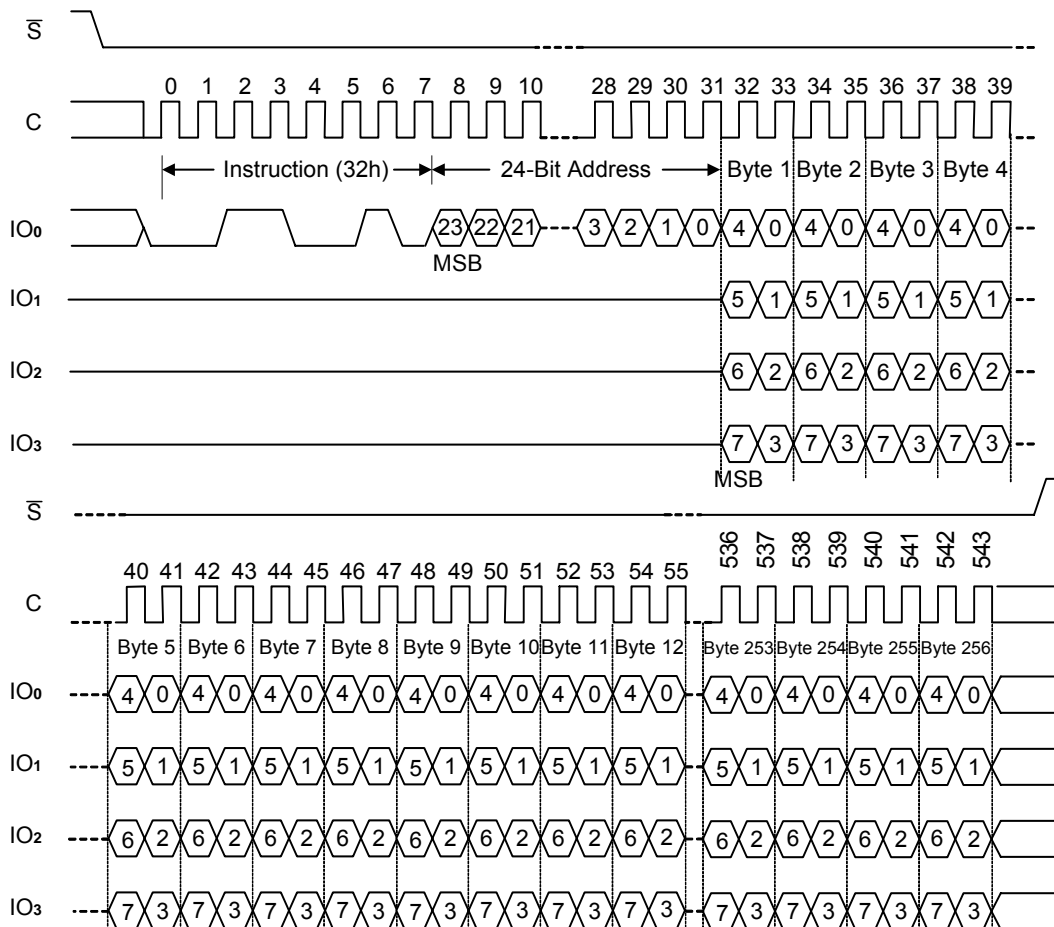 S
0 1 2 3 4 5 6 7 8 9 10 28 29 30 31 32 33 34 35 36 37 38 39
C
Instruction (32h) 24-Bit Address Byte 1 Byte 2 Byte 3 Byte 4
IO0 23 22 21 3 2 1 0 4 0 4 0 4 0 4 0
MSB
IO1 5 1 5 1 5 1 5 1
IO2 6 2 6 2 6 2 6 2
IO3 7 3 7 3 7 3 7 3
MSB
S
40 41 42 43 44 45 46 47 48 49 50 51 52 53 54 55 536 537 538 539 540 541 542 543
C
Byte 5 Byte 6 Byte 7 Byte 8 Byte 9 Byte 10 Byte 11 Byte 12 Byte 253 Byte 254 Byte 255 Byte 256
IO0 4 0 4 0 4 0 4 0 4 0 4 0 4 0 4 0 4 0 4 0 4 0 4 0
IO1 5 1 5 1 5 1 5 1 5 1 5 1 5 1 5 1 5 1 5 1 5 1 5 1
IO2 6 2 6 2 6 2 6 2 6 2 6 2 6 2 6 2 6 2 6 2 6 2 6 2
IO3 7 3 7 3 7 3 7 3 7 3 7 3 7 3 7 3 7 3 7 3 7 3 7 3